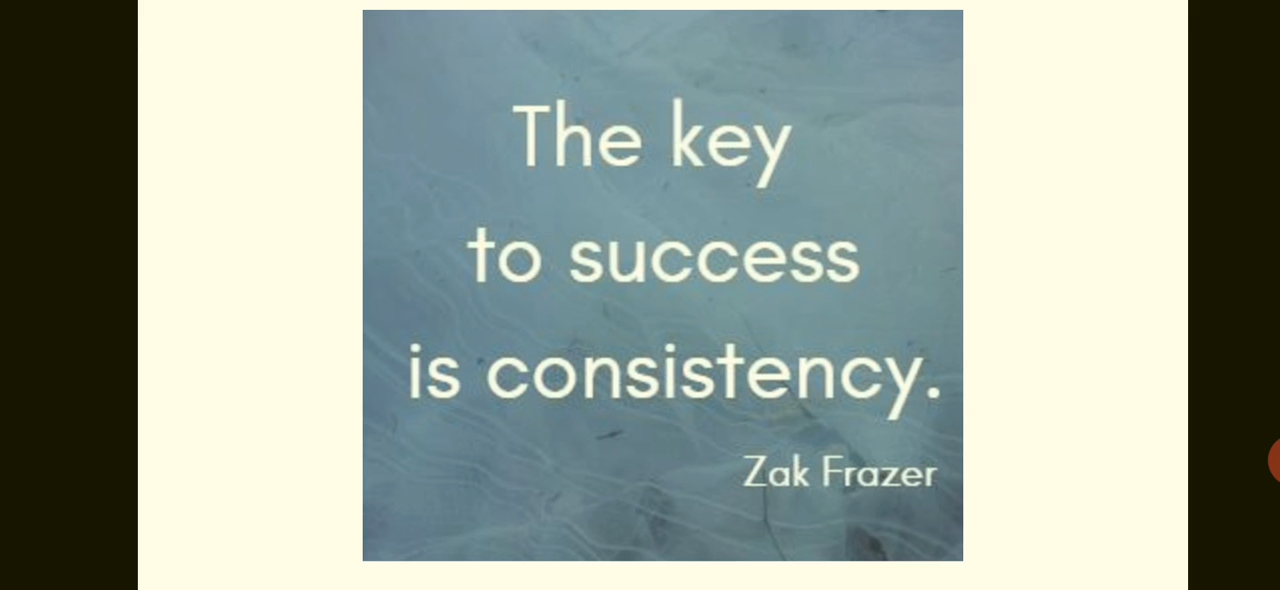 The key
to success
is consistency.
Zak Frazer